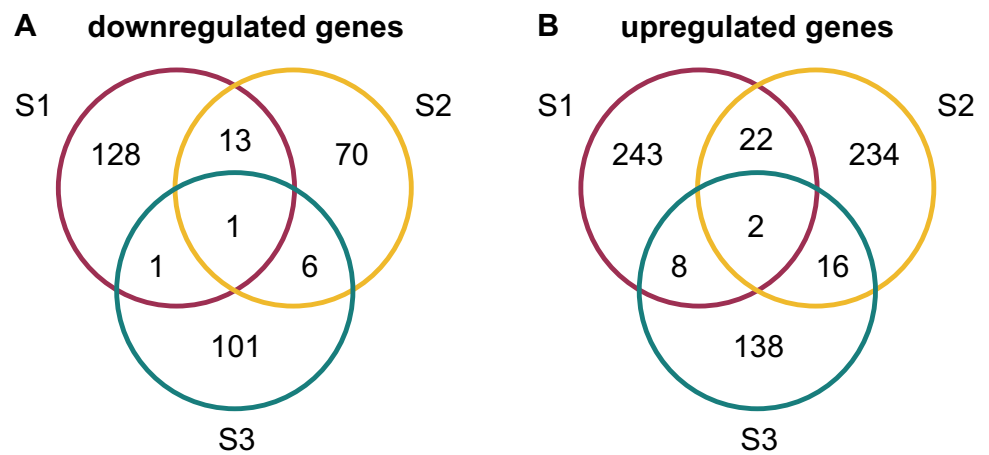 A downregulated genes
B upregulated genes
S1
S2
128
13
70
1
1
6
101
S3
S1
S2
243
22
234
2
8
16
138
S3